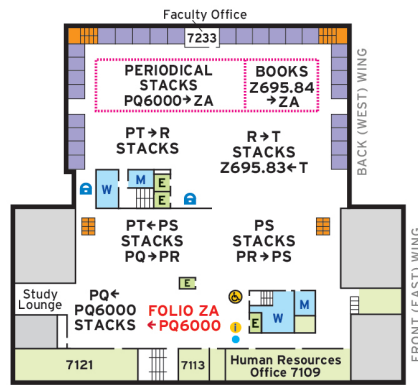 Faculty Office
7233
PERIODICAL
STACKS
PQ6000→ZA
BOOKS
Z695.84
→ZA
BACK (WEST) WING
PT→R
STACKS
R→T
STACKS
Z695.83←T
M
E
W
E
PT←PS
STACKS
PQ→PR
PS
STACKS
PR→PS
FRONT (EAST) WING
E
Study
Lounge
PQ←
PQ6000
STACKS
FOLIO ZA
←PQ6000
i
E
W
M
7121
7113
Human Resources
Office 7109